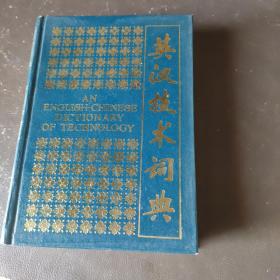 英汉技术词典
AN
ENGLISH-CHINESE
DICTIONARY
OF TECHNOLOGY